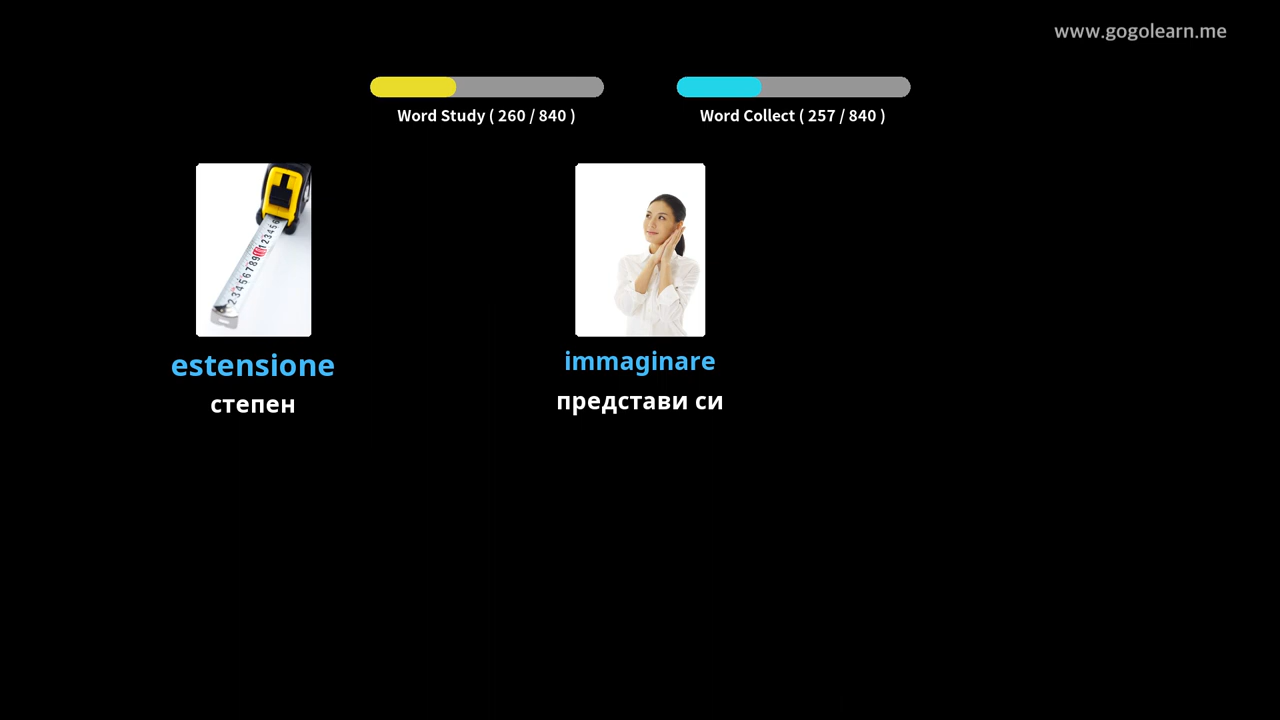 www.gogolearn.me
Word Study ( 260 / 840 )
Word Collect ( 257 / 840 )
estensione
степен
immaginare
представи си